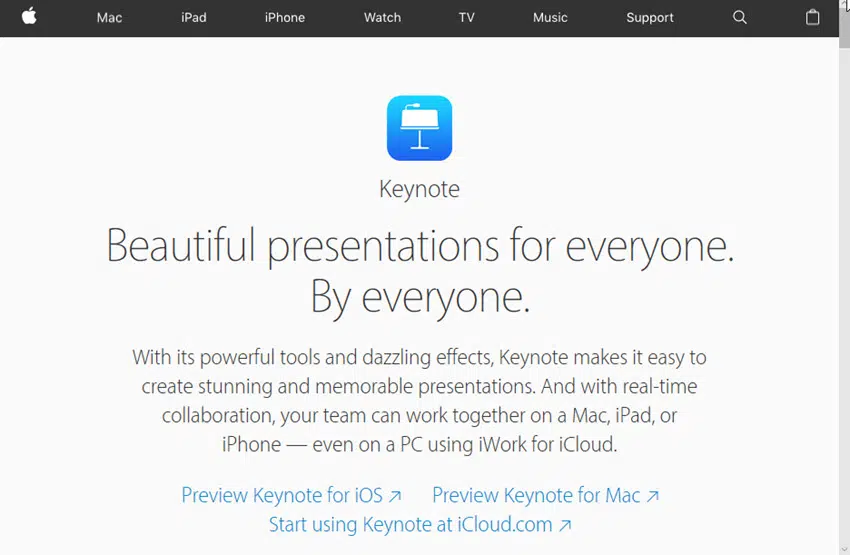 Mac iPad iPhone Watch TV Music Support
Keynote
Beautiful presentations for everyone.
By everyone.
With its powerful tools and dazzling effects, Keynote makes it easy to
create stunning and memorable presentations. And with real-time
collaboration, your team can work together on a Mac, iPad, or
iPhone — even on a PC using iWork for iCloud.
Preview Keynote for iOS ↗ Preview Keynote for Mac ↗
Start using Keynote at iCloud.com ↗